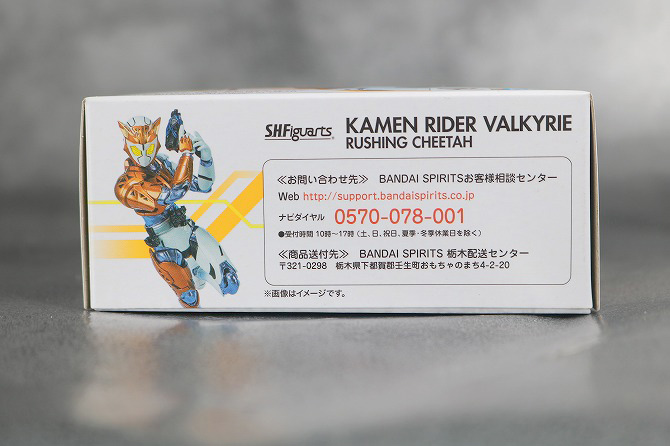 S.H.Figuarts KAMEN RIDER VALKYRIE
RUSHING CHEETAH
≪お問い合わせ先≫ BANDAI SPIRITSお客様相談センター
Web http://support.bandaispirits.co.jp
ナビダイヤル 0570-078-001
●受付時間 10時～17時（土、日、祝日、夏季・冬季休業日を除く）
≪商品送付先≫ BANDAI SPIRITS 栃木配送センター
〒321-0298 栃木県下都賀郡壬生町おもちゃのまち4-2-20
※画像はイメージです。